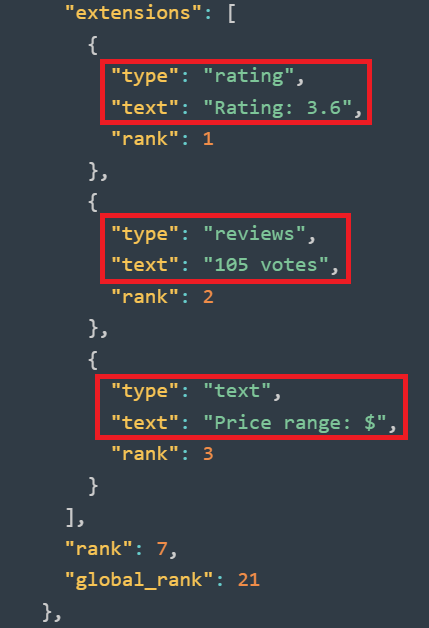 "extensions": [
{
"type": "rating",
"text": "Rating: 3.6",
"rank": 1
},
{
"type": "reviews",
"text": "105 votes",
"rank": 2
},
{
"type": "text",
"text": "Price range: $",
"rank": 3
}
],
"rank": 7,
"global_rank": 21
},